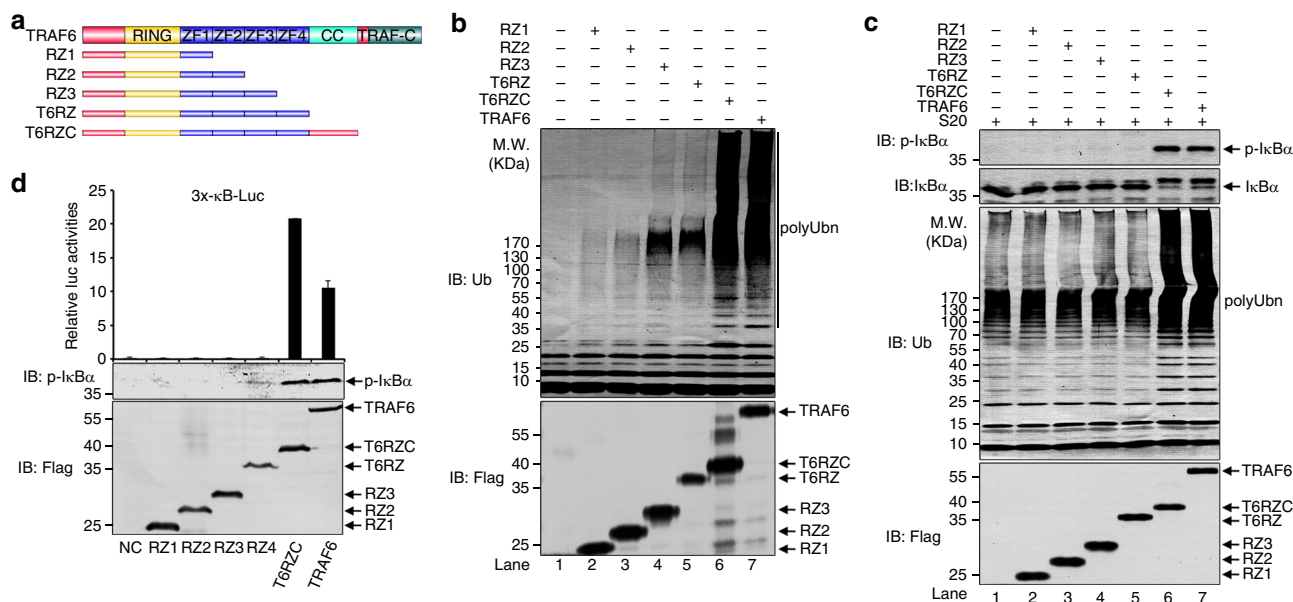 a
TRAF6 RING ZF1 ZF2 ZF3 ZF4 CC TRAF-C
RZ1
RZ2
RZ3
T6RZ
T6RZC
b
RZ1 – + – – – – –
RZ2 – – + – – – –
RZ3 – – – + – – –
T6RZ – – – – + – –
T6RZC – – – – – + –
TRAF6 – – – – – – +
M.W.
(KDa)
170
130
100
70
55
40
35
25
15
10
IB: Ub
polyUbn
55
40
35
25
IB: Flag
TRAF6
T6RZC
T6RZ
RZ3
RZ2
RZ1
Lane 1 2 3 4 5 6 7
c
RZ1 – + – – – – –
RZ2 – – + – – – –
RZ3 – – – + – – –
T6RZ – – – – + – –
T6RZC – – – – – + –
TRAF6 – – – – – – +
S20 + + + + + + +
IB: p-IκBα
35
p-IκBα
IB:IκBα
35
IκBα
M.W.
(KDa)
170
130
100
70
55
40
35
25
15
10
IB: Ub
polyUbn
55
40
35
25
IB: Flag
TRAF6
T6RZC
T6RZ
RZ3
RZ2
RZ1
Lane 1 2 3 4 5 6 7
d
3x-κB-Luc
Relative luc activities
25
20
15
10
5
0
IB: p-IκBα
35
p-IκBα
55
40
35
25
IB: Flag
TRAF6
T6RZC
T6RZ
RZ3
RZ2
RZ1
NC RZ1 RZ2 RZ3 RZ4 T6RZC TRAF6